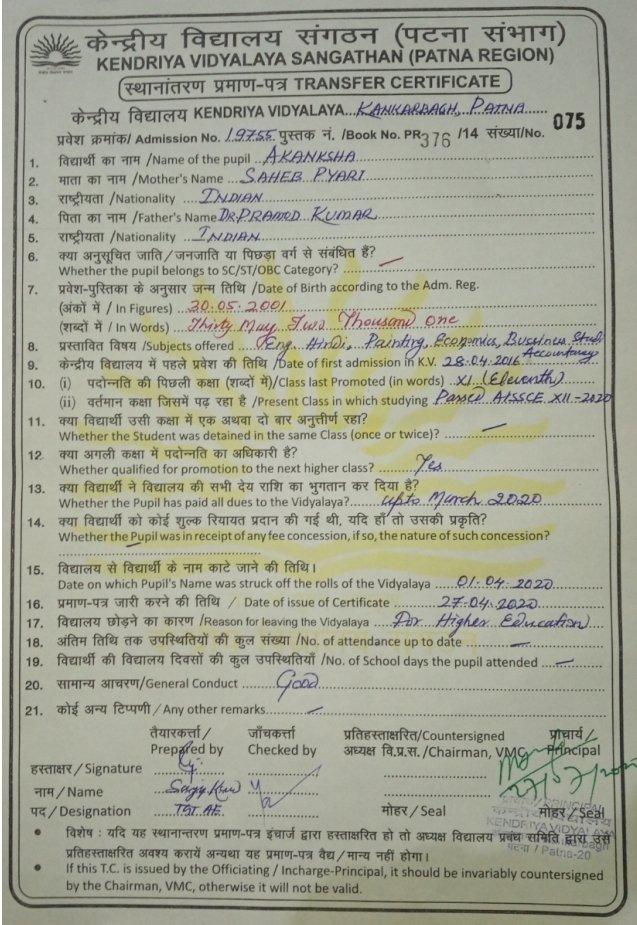 केन्द्रीय विद्यालय संगठन (पटना संभाग)
KENDRIYA VIDYALAYA SANGATHAN (PATNA REGION)
स्थानांतरण प्रमाण-पत्र TRANSFER CERTIFICATE
केन्द्रीय विद्यालय KENDRIYA VIDYALAYA... KANKARBAGH, PATNA
प्रवेश क्रमांक/ Admission No. 19755 पुस्तक नं. /Book No. PR 376 /14 संख्या/No. 075
1. विद्यार्थी का नाम /Name of the pupil ... AKANKSHA
2. माता का नाम /Mother's Name ... SAHEB PYARI
3. राष्ट्रीयता /Nationality ... INDIAN
4. पिता का नाम /Father's Name DR. PRAMOD KUMAR
5. राष्ट्रीयता /Nationality ... INDIAN
6. क्या अनुसूचित जाति / जनजाति या पिछड़ा वर्ग से संबंधित हैं?
Whether the pupil belongs to SC/ST/OBC Category? ... —
7. प्रवेश-पुस्तिका के अनुसार जन्म तिथि /Date of Birth according to the Adm. Reg.
(अंकों में / In Figures) ... 30.05.2001
(शब्दों में / In Words) ... Thirty May Two Thousand One
8. प्रस्तावित विषय /Subjects offered ... Eng. Hindi, Painting, Economics, Bussiness Stud Accountancy
9. केन्द्रीय विद्यालय में पहले प्रवेश की तिथि /Date of first admission in K.V. 28.04.2016
10. (i) पदोन्नति की पिछली कक्षा (शब्दों में)/Class last Promoted (in words) .. XI (Eleventh)
(ii) वर्तमान कक्षा जिसमें पढ़ रहा है /Present Class in which studying Passed AISSCE XII-2020
11. क्या विद्यार्थी उसी कक्षा में एक अथवा दो बार अनुत्तीर्ण रहा?
Whether the Student was detained in the same Class (once or twice)? ... —
12. क्या अगली कक्षा में पदोन्नति का अधिकारी है?
Whether qualified for promotion to the next higher class? ... Yes
13. क्या विद्यार्थी ने विद्यालय की सभी देय राशि का भुगतान कर दिया है?
Whether the Pupil has paid all dues to the Vidyalaya? ... upto March 2020
14. क्या विद्यार्थी को कोई शुल्क रियायत प्रदान की गई थी, यदि हाँ तो उसकी प्रकृति?
Whether the Pupil was in receipt of any fee concession, if so, the nature of such concession?
15. विद्यालय से विद्यार्थी के नाम काटे जाने की तिथि।
Date on which Pupil's Name was struck off the rolls of the Vidyalaya ... 01.04.2020
16. प्रमाण-पत्र जारी करने की तिथि / Date of issue of Certificate ... 27.04.2020
17. विद्यालय छोड़ने का कारण /Reason for leaving the Vidyalaya ... For Higher Education
18. अंतिम तिथि तक उपस्थितियों की कुल संख्या /No. of attendance up to date ... —
19. विद्यार्थी की विद्यालय दिवसों की कुल उपस्थितियाँ /No. of School days the pupil attended ... —
20. सामान्य आचरण/General Conduct ... Good
21. कोई अन्य टिप्पणी / Any other remarks ... —
तैयारकर्त्ता/ जाँचकर्त्ता प्रतिहस्ताक्षरित/Countersigned प्राचार्य/
Prepared by Checked by अध्यक्ष वि.प्र.स. /Chairman, VMC Principal
हस्ताक्षर / Signature
नाम / Name
पद / Designation मोहर / Seal मोहर / Seal
PRINCIPAL
KENDRIYA VIDYALAYA
पटना / Patna-20
• विशेष : यदि यह स्थानान्तरण प्रमाण-पत्र इंचार्ज द्वारा हस्ताक्षरित हो तो अध्यक्ष विद्यालय प्रबंध समिति द्वारा उसे
प्रतिहस्ताक्षरित अवश्य करायें अन्यथा यह प्रमाण-पत्र वैद्य / मान्य नहीं होगा।
• If this T.C. is issued by the Officiating / Incharge-Principal, it should be invariably countersigned
by the Chairman, VMC, otherwise it will not be valid.